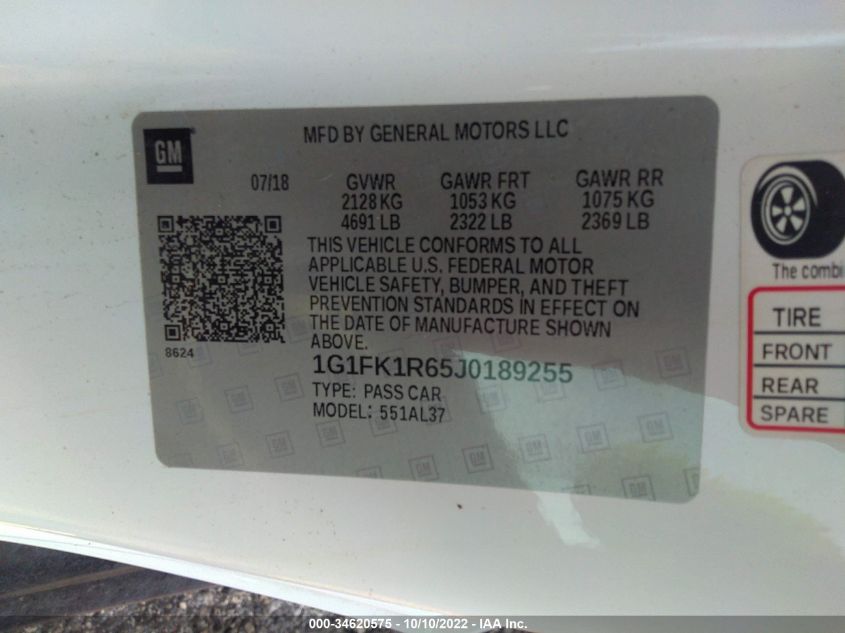 GM
MFD BY GENERAL MOTORS LLC
07/18 GVWR GAWR FRT GAWR RR
2128 KG 1053 KG 1075 KG
4691 LB 2322 LB 2369 LB
THIS VEHICLE CONFORMS TO ALL
APPLICABLE U.S. FEDERAL MOTOR
VEHICLE SAFETY, BUMPER, AND THEFT
PREVENTION STANDARDS IN EFFECT ON
THE DATE OF MANUFACTURE SHOWN
ABOVE.
8624
1G1FK1R65J0189255
TYPE: PASS CAR
MODEL: 551AL37
The combi
TIRE
FRONT
REAR
SPARE
000-34620575 - 10/10/2022 - IAA Inc.